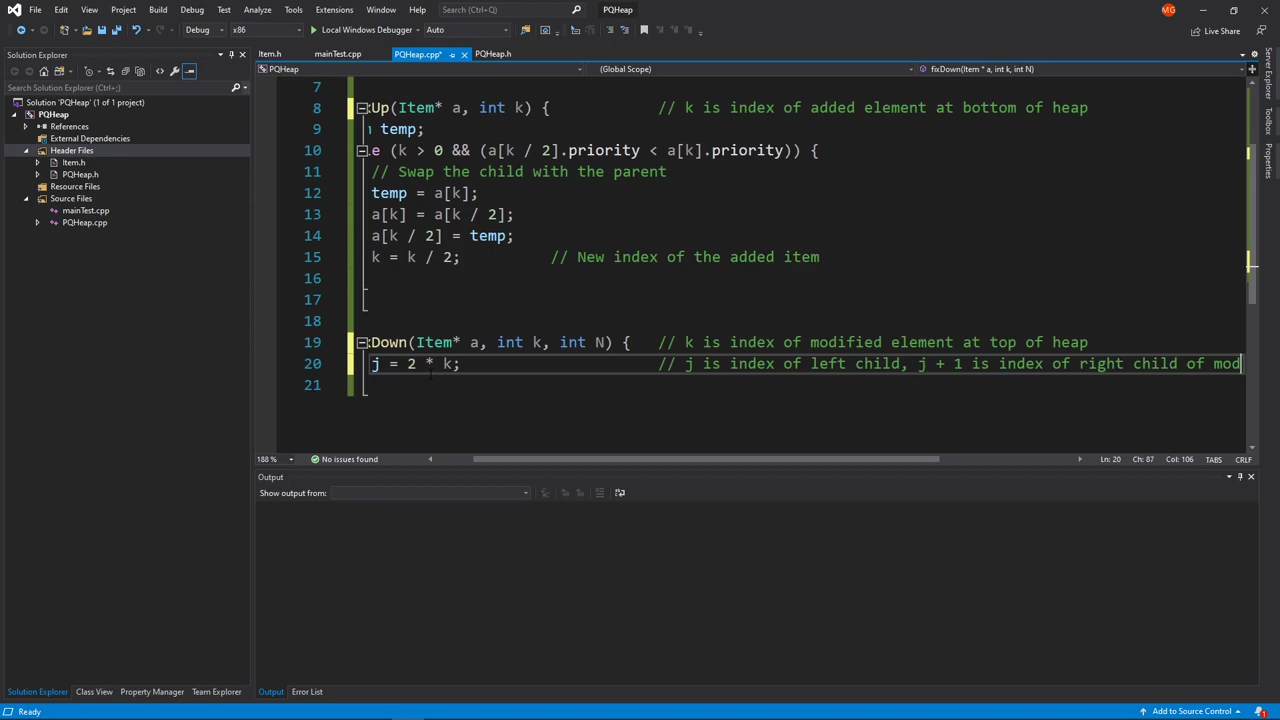 File Edit View Project Build Debug Test Analyze Tools Extensions Window Help Search (Ctrl+Q) PQHeap MG
Debug x86 Local Windows Debugger Auto Live Share
Solution Explorer
Search Solution Explorer (Ctrl+;)
Solution 'PQHeap' (1 of 1 project)
PQHeap
References
External Dependencies
Header Files
Item.h
PQHeap.h
Resource Files
Source Files
mainTest.cpp
PQHeap.cpp
Solution Explorer Class View Property Manager Team Explorer
Item.h mainTest.cpp PQHeap.cpp* PQHeap.h
PQHeap (Global Scope) fixDown(Item * a, int k, int N)
7
8 :Up(Item* a, int k) { // k is index of added element at bottom of heap
9 temp;
10 e (k > 0 && (a[k / 2].priority < a[k].priority)) {
11 // Swap the child with the parent
12 temp = a[k];
13 a[k] = a[k / 2];
14 a[k / 2] = temp;
15 k = k / 2; // New index of the added item
16
17
18
19 :Down(Item* a, int k, int N) { // k is index of modified element at top of heap
20 j = 2 * k; // j is index of left child, j + 1 is index of right child of mod
21
188 % No issues found Ln: 20 Ch: 87 Col: 106 TABS CRLF
Output
Show output from:
Output Error List
Server Explorer
Toolbox
Properties
Ready Add to Source Control 1